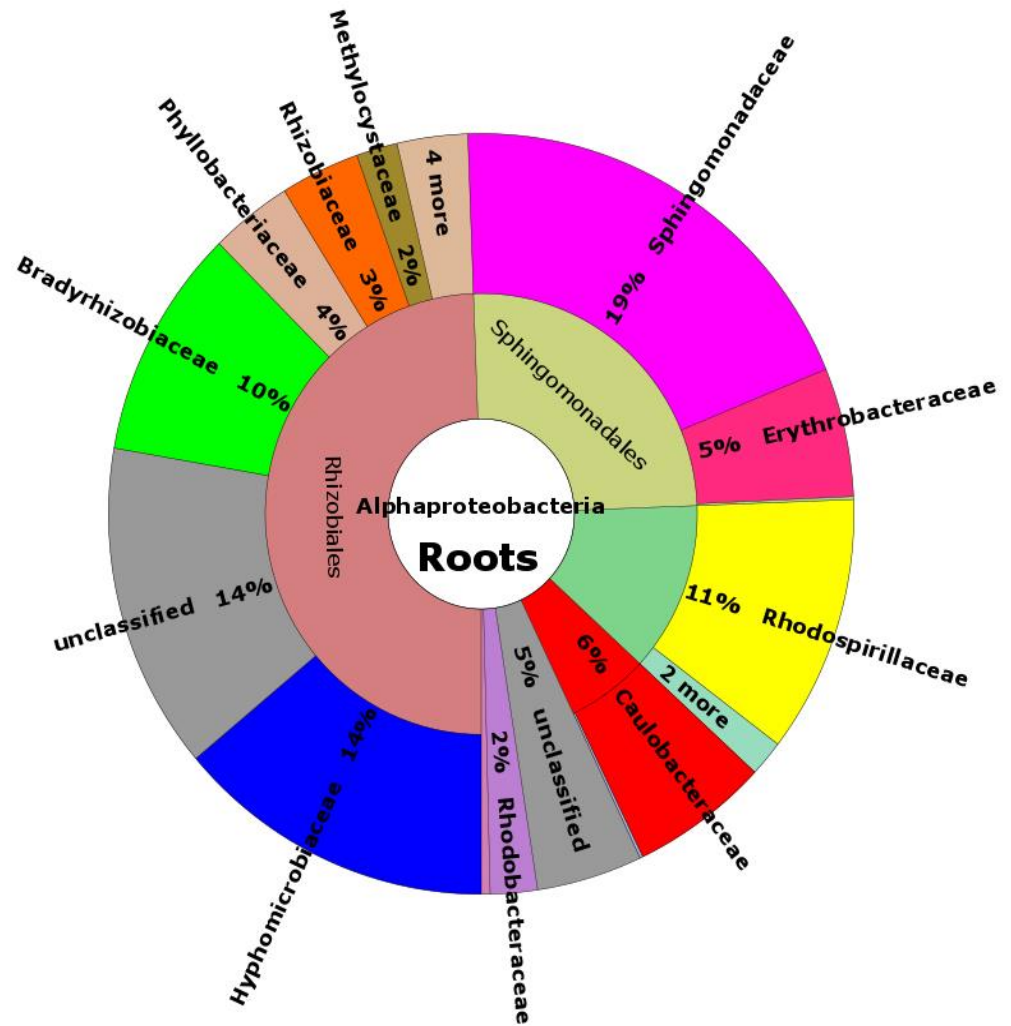 Methylocystaceae 2%
4 more
19% Sphingomonadaceae
Rhizobiaceae 3%
Phyllobacteriaceae 4%
Bradyrhizobiaceae 10%
Sphingomonadales
5% Erythrobacteraceae
Rhizobiales
Alphaproteobacteria
Roots
unclassified 14%
11% Rhodospirillaceae
2 more
6% Caulobacteraceae
5% unclassified
2% Rhodobacteraceae
Hyphomicrobiaceae 14%